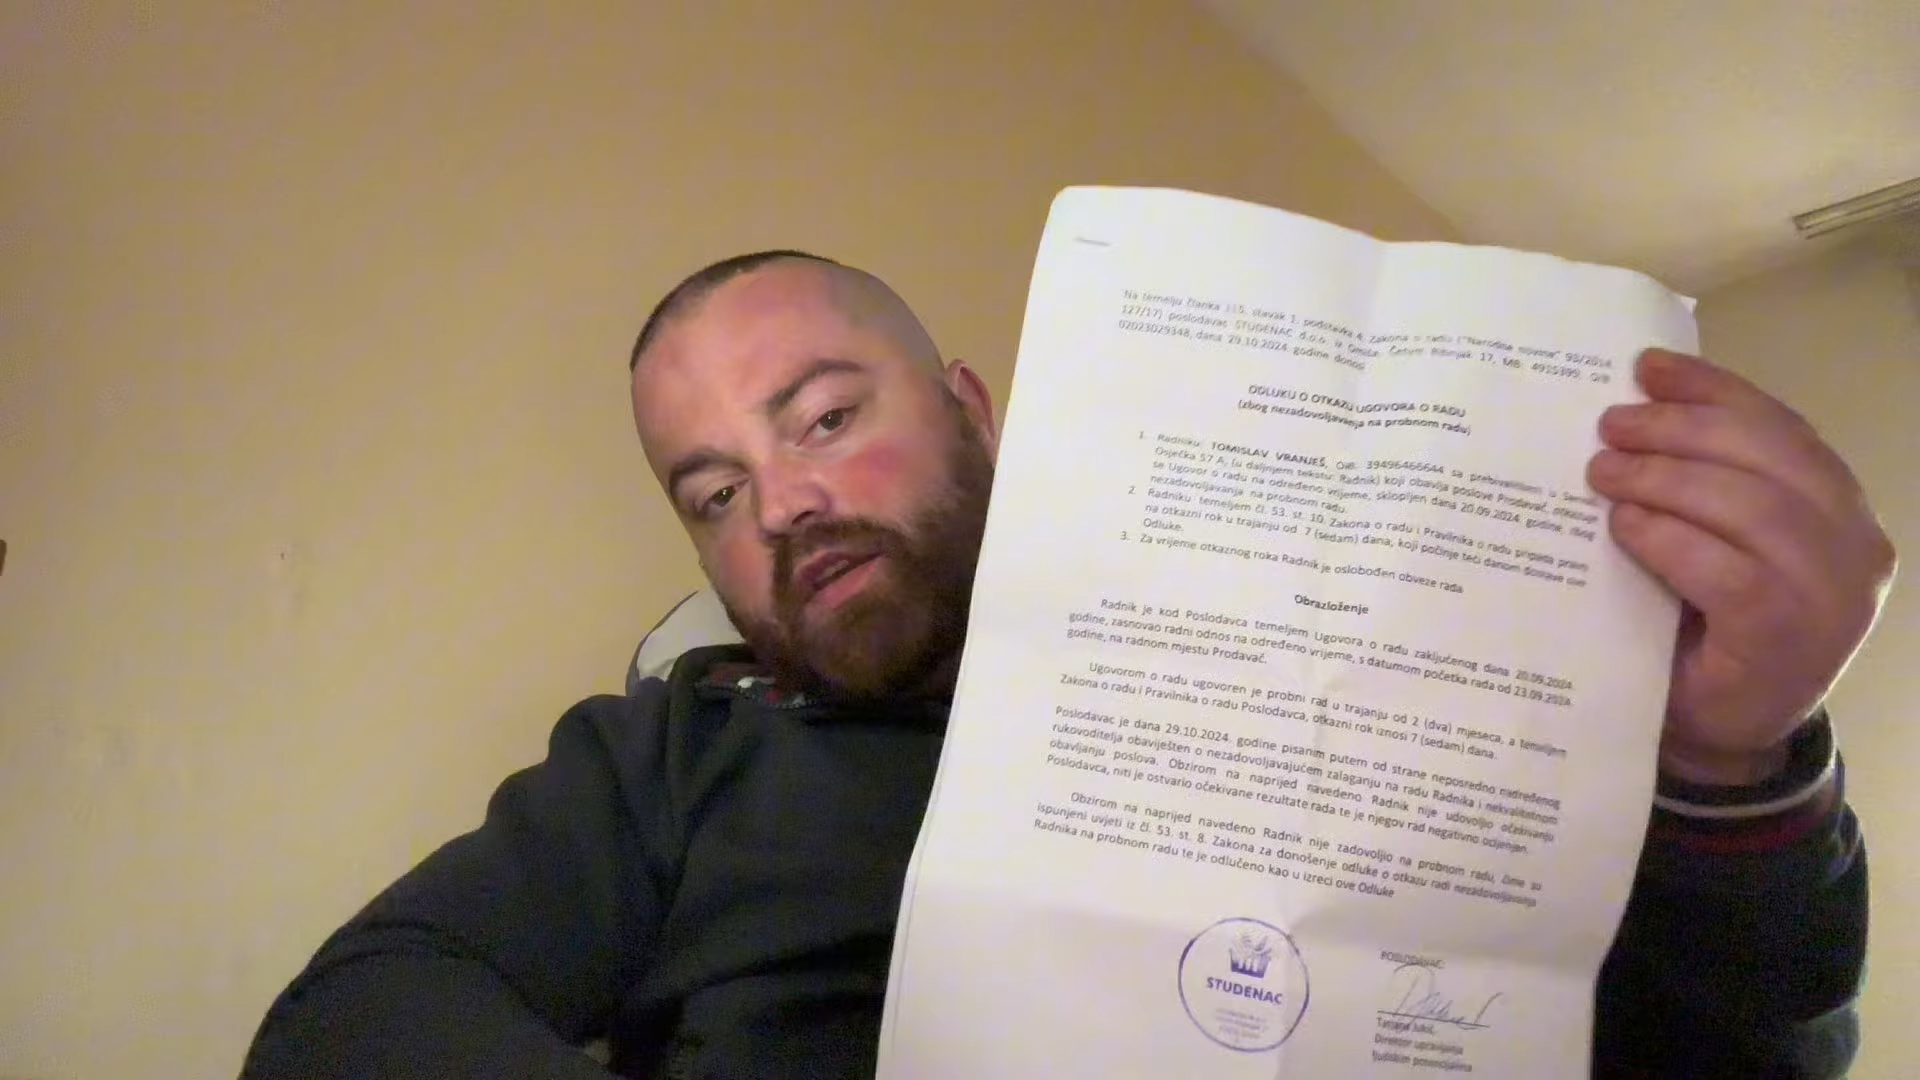 Na temelju članka 115. stavak 1. podstavka 4. Zakona o radu ("Narodne novine" 93/2014
127/17) poslodavac STUDENAC d.o.o. iz Omiša, Četvrt Ribnjak 17, MB: 4915399, OIB
02023029348, dana 29.10.2024. godine donosi
ODLUKU O OTKAZU UGOVORA O RADU
(zbog nezadovoljavanja na probnom radu)
1. Radniku: TOMISLAV VRANJEŠ, OIB: 39496466644 sa prebivalištem u
Osječka 57 A, (u daljnjem tekstu: Radnik) koji obavlja poslove Prodavač, otkazuje
se Ugovor o radu na određeno vrijeme, sklopljen dana 20.09.2024. godine, zbog
nezadovoljavanja na probnom radu.
2. Radniku temeljem čl. 53. st. 10. Zakona o radu i Pravilnika o radu pripada pravo
na otkazni rok u trajanju od 7 (sedam) dana, koji počinje teći danom dostave ove
Odluke.
3. Za vrijeme otkaznog roka Radnik je oslobođen obveze rada
Obrazloženje
Radnik je kod Poslodavca temeljem Ugovora o radu zaključenog dana 20.09.2024.
godine, zasnovao radni odnos na određeno vrijeme, s datumom početka rada od 23.09.2024.
godine, na radnom mjestu Prodavač.
Ugovorom o radu ugovoren je probni rad u trajanju od 2 (dva) mjeseca, a temeljem
Zakona o radu i Pravilnika o radu Poslodavca, otkazni rok iznosi 7 (sedam) dana.
Poslodavac je dana 29.10.2024. godine pisanim putem od strane neposredno nadređenog
rukovoditelja obaviješten o nezadovoljavajućem zalaganju na radu Radnika i nekvalitetnom
obavljanju poslova. Obzirom na naprijed navedeno Radnik nije udovoljio očekivanju
Poslodavca, niti je ostvario očekivane rezultate rada te je njegov rad negativno ocijenjen.
Obzirom na naprijed navedeno Radnik nije zadovoljio na probnom radu, čime su
ispunjeni uvjeti iz čl. 53. st. 8. Zakona za donošenje odluke o otkazu radi nezadovoljavanja
Radnika na probnom radu te je odlučeno kao u izreci ove Odluke
STUDENAC
POSLODAVAC:
Tatjana Jukić,
Direktor upravljanja
ljudskim potencijalima